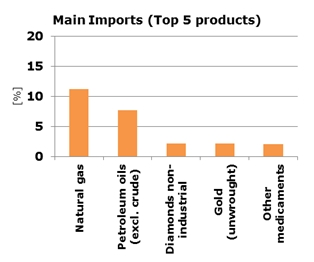 Main Imports (Top 5 products)
20
15
10
5
0
[%]
Natural gas
Petroleum oils
(excl. crude)
Diamonds non-
industrial
Gold
(unwrought)
Other
medicaments